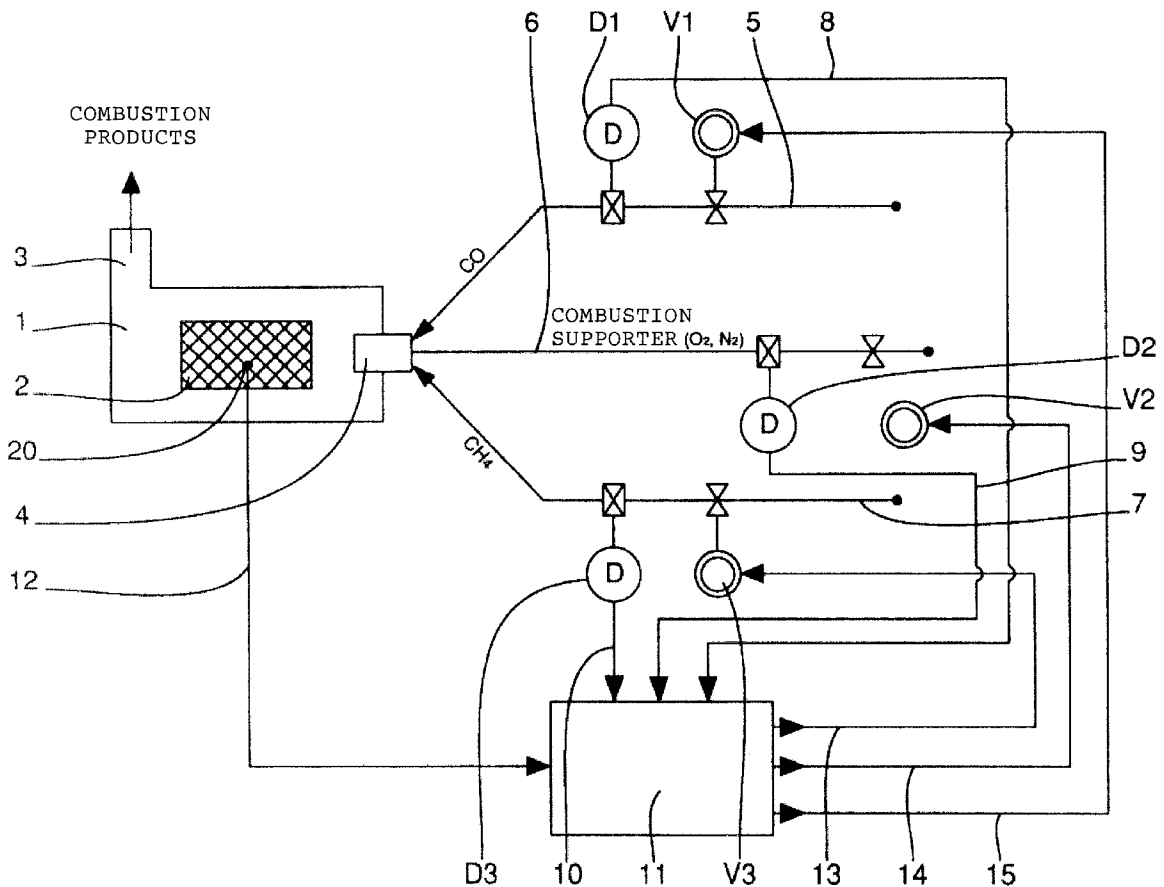 6 D1 V1 5 8
COMBUSTION
PRODUCTS
D
3
CO
1
COMBUSTION
SUPPORTER (O₂, N₂)
D2
2
D
V2
20
CH₄
9
4
7
12
D
D3 10 11 V3 13 14 15